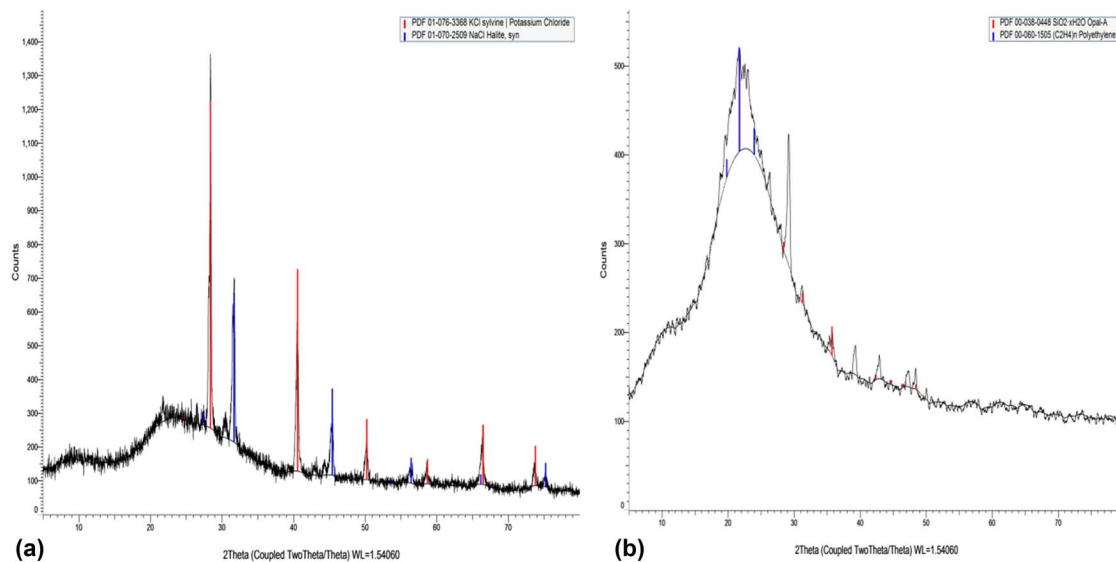 PDF 01-076-3368 KCl sylvine | Potassium Chloride
PDF 01-070-2509 NaCl Halite, syn
1,400
1,300
1,200
1,100
1,000
900
800
700
600
500
400
300
200
100
0
Counts
10 20 30 40 50 60 70
2Theta (Coupled TwoTheta/Theta) WL=1.54060
(a)
PDF 00-038-0448 SiO2·xH2O Opal-A
PDF 00-060-1505 (C2H4)n Polyethylene
500
400
300
200
100
0
Counts
10 20 30 40 50 60 70
2Theta (Coupled TwoTheta/Theta) WL=1.54060
(b)